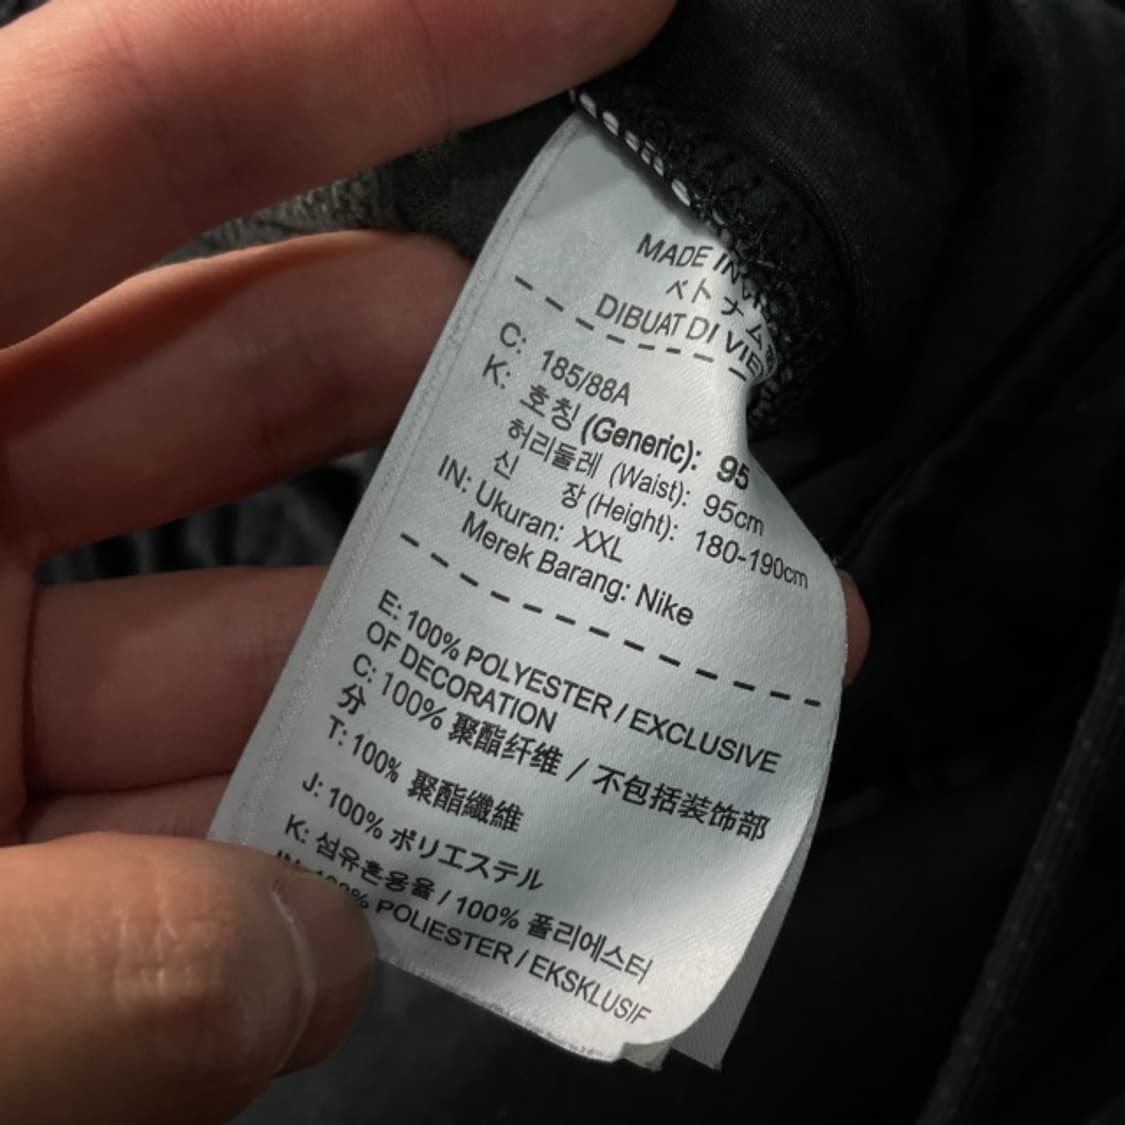 MADE IN
ベトナム
DIBUAT DI VIE
C: 185/88A
K: 호칭 (Generic): 95
허리둘레 (Waist): 95cm
신 장 (Height): 180-190cm
IN: Ukuran: XXL
Merek Barang: Nike
E: 100% POLYESTER / EXCLUSIVE
OF DECORATION
C: 100% 聚酯纤维 / 不包括装饰部
分
T: 100% 聚酯纖維
J: 100% ポリエステル
K: 섬유혼용율 / 100% 폴리에스터
IN: 100% POLIESTER / EKSKLUSIF